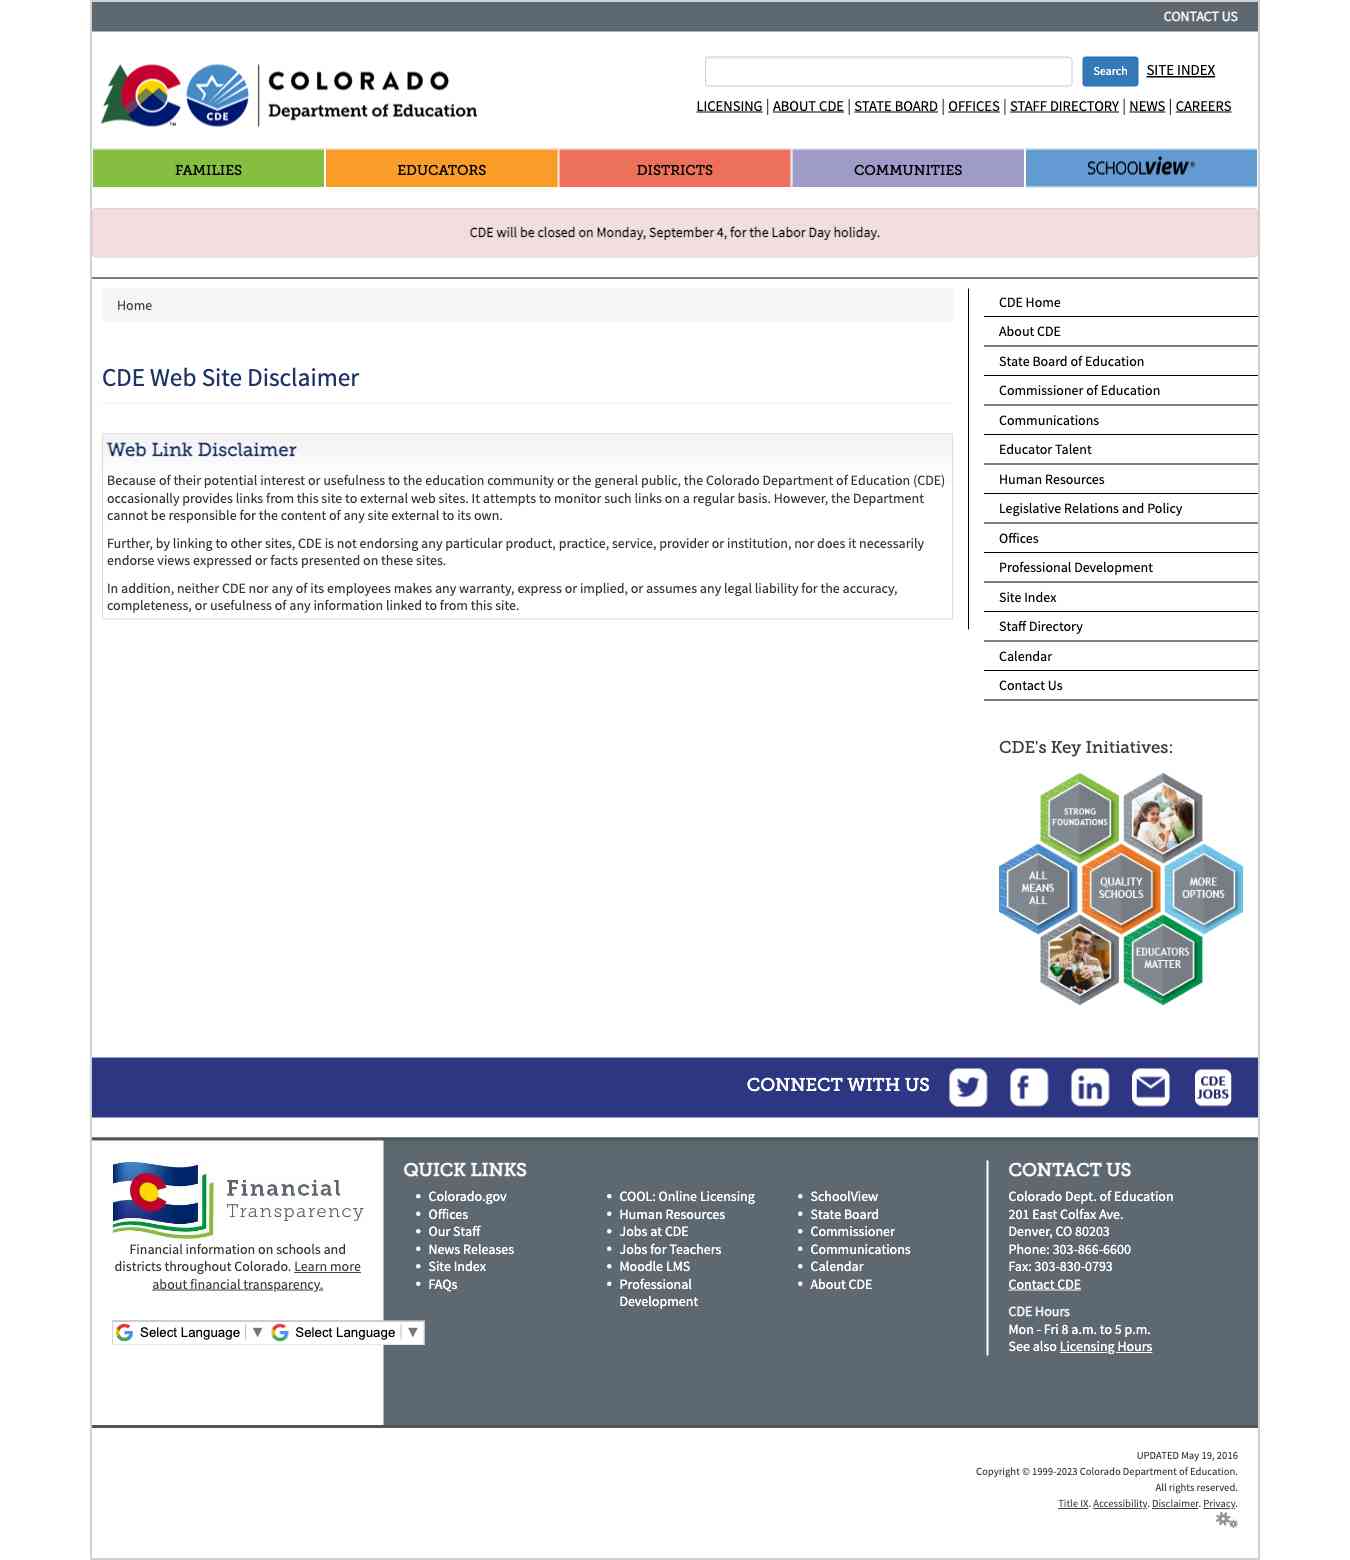 CONTACT US
COLORADO
Department of Education
CDE
TM
Search
SITE INDEX
LICENSING | ABOUT CDE | STATE BOARD | OFFICES | STAFF DIRECTORY | NEWS | CAREERS
FAMILIES
EDUCATORS
DISTRICTS
COMMUNITIES
SCHOOLview®
CDE will be closed on Monday, September 4, for the Labor Day holiday.
Home
CDE Web Site Disclaimer
Web Link Disclaimer
Because of their potential interest or usefulness to the education community or the general public, the Colorado Department of Education (CDE)
occasionally provides links from this site to external web sites. It attempts to monitor such links on a regular basis. However, the Department
cannot be responsible for the content of any site external to its own.
Further, by linking to other sites, CDE is not endorsing any particular product, practice, service, provider or institution, nor does it necessarily
endorse views expressed or facts presented on these sites.
In addition, neither CDE nor any of its employees makes any warranty, express or implied, or assumes any legal liability for the accuracy,
completeness, or usefulness of any information linked to from this site.
CDE Home
About CDE
State Board of Education
Commissioner of Education
Communications
Educator Talent
Human Resources
Legislative Relations and Policy
Offices
Professional Development
Site Index
Staff Directory
Calendar
Contact Us
CDE's Key Initiatives:
STRONG
FOUNDATIONS
ALL
MEANS
ALL
QUALITY
SCHOOLS
MORE
OPTIONS
EDUCATORS
MATTER
CONNECT WITH US
CDE
JOBS
Financial
Transparency
Financial information on schools and
districts throughout Colorado. Learn more
about financial transparency.
Select Language ▼
Select Language ▼
QUICK LINKS
• Colorado.gov
• Offices
• Our Staff
• News Releases
• Site Index
• FAQs
• COOL: Online Licensing
• Human Resources
• Jobs at CDE
• Jobs for Teachers
• Moodle LMS
• Professional
Development
• SchoolView
• State Board
• Commissioner
• Communications
• Calendar
• About CDE
CONTACT US
Colorado Dept. of Education
201 East Colfax Ave.
Denver, CO 80203
Phone: 303-866-6600
Fax: 303-830-0793
Contact CDE
CDE Hours
Mon - Fri 8 a.m. to 5 p.m.
See also Licensing Hours
UPDATED May 19, 2016
Copyright © 1999-2023 Colorado Department of Education.
All rights reserved.
Title IX. Accessibility. Disclaimer. Privacy.